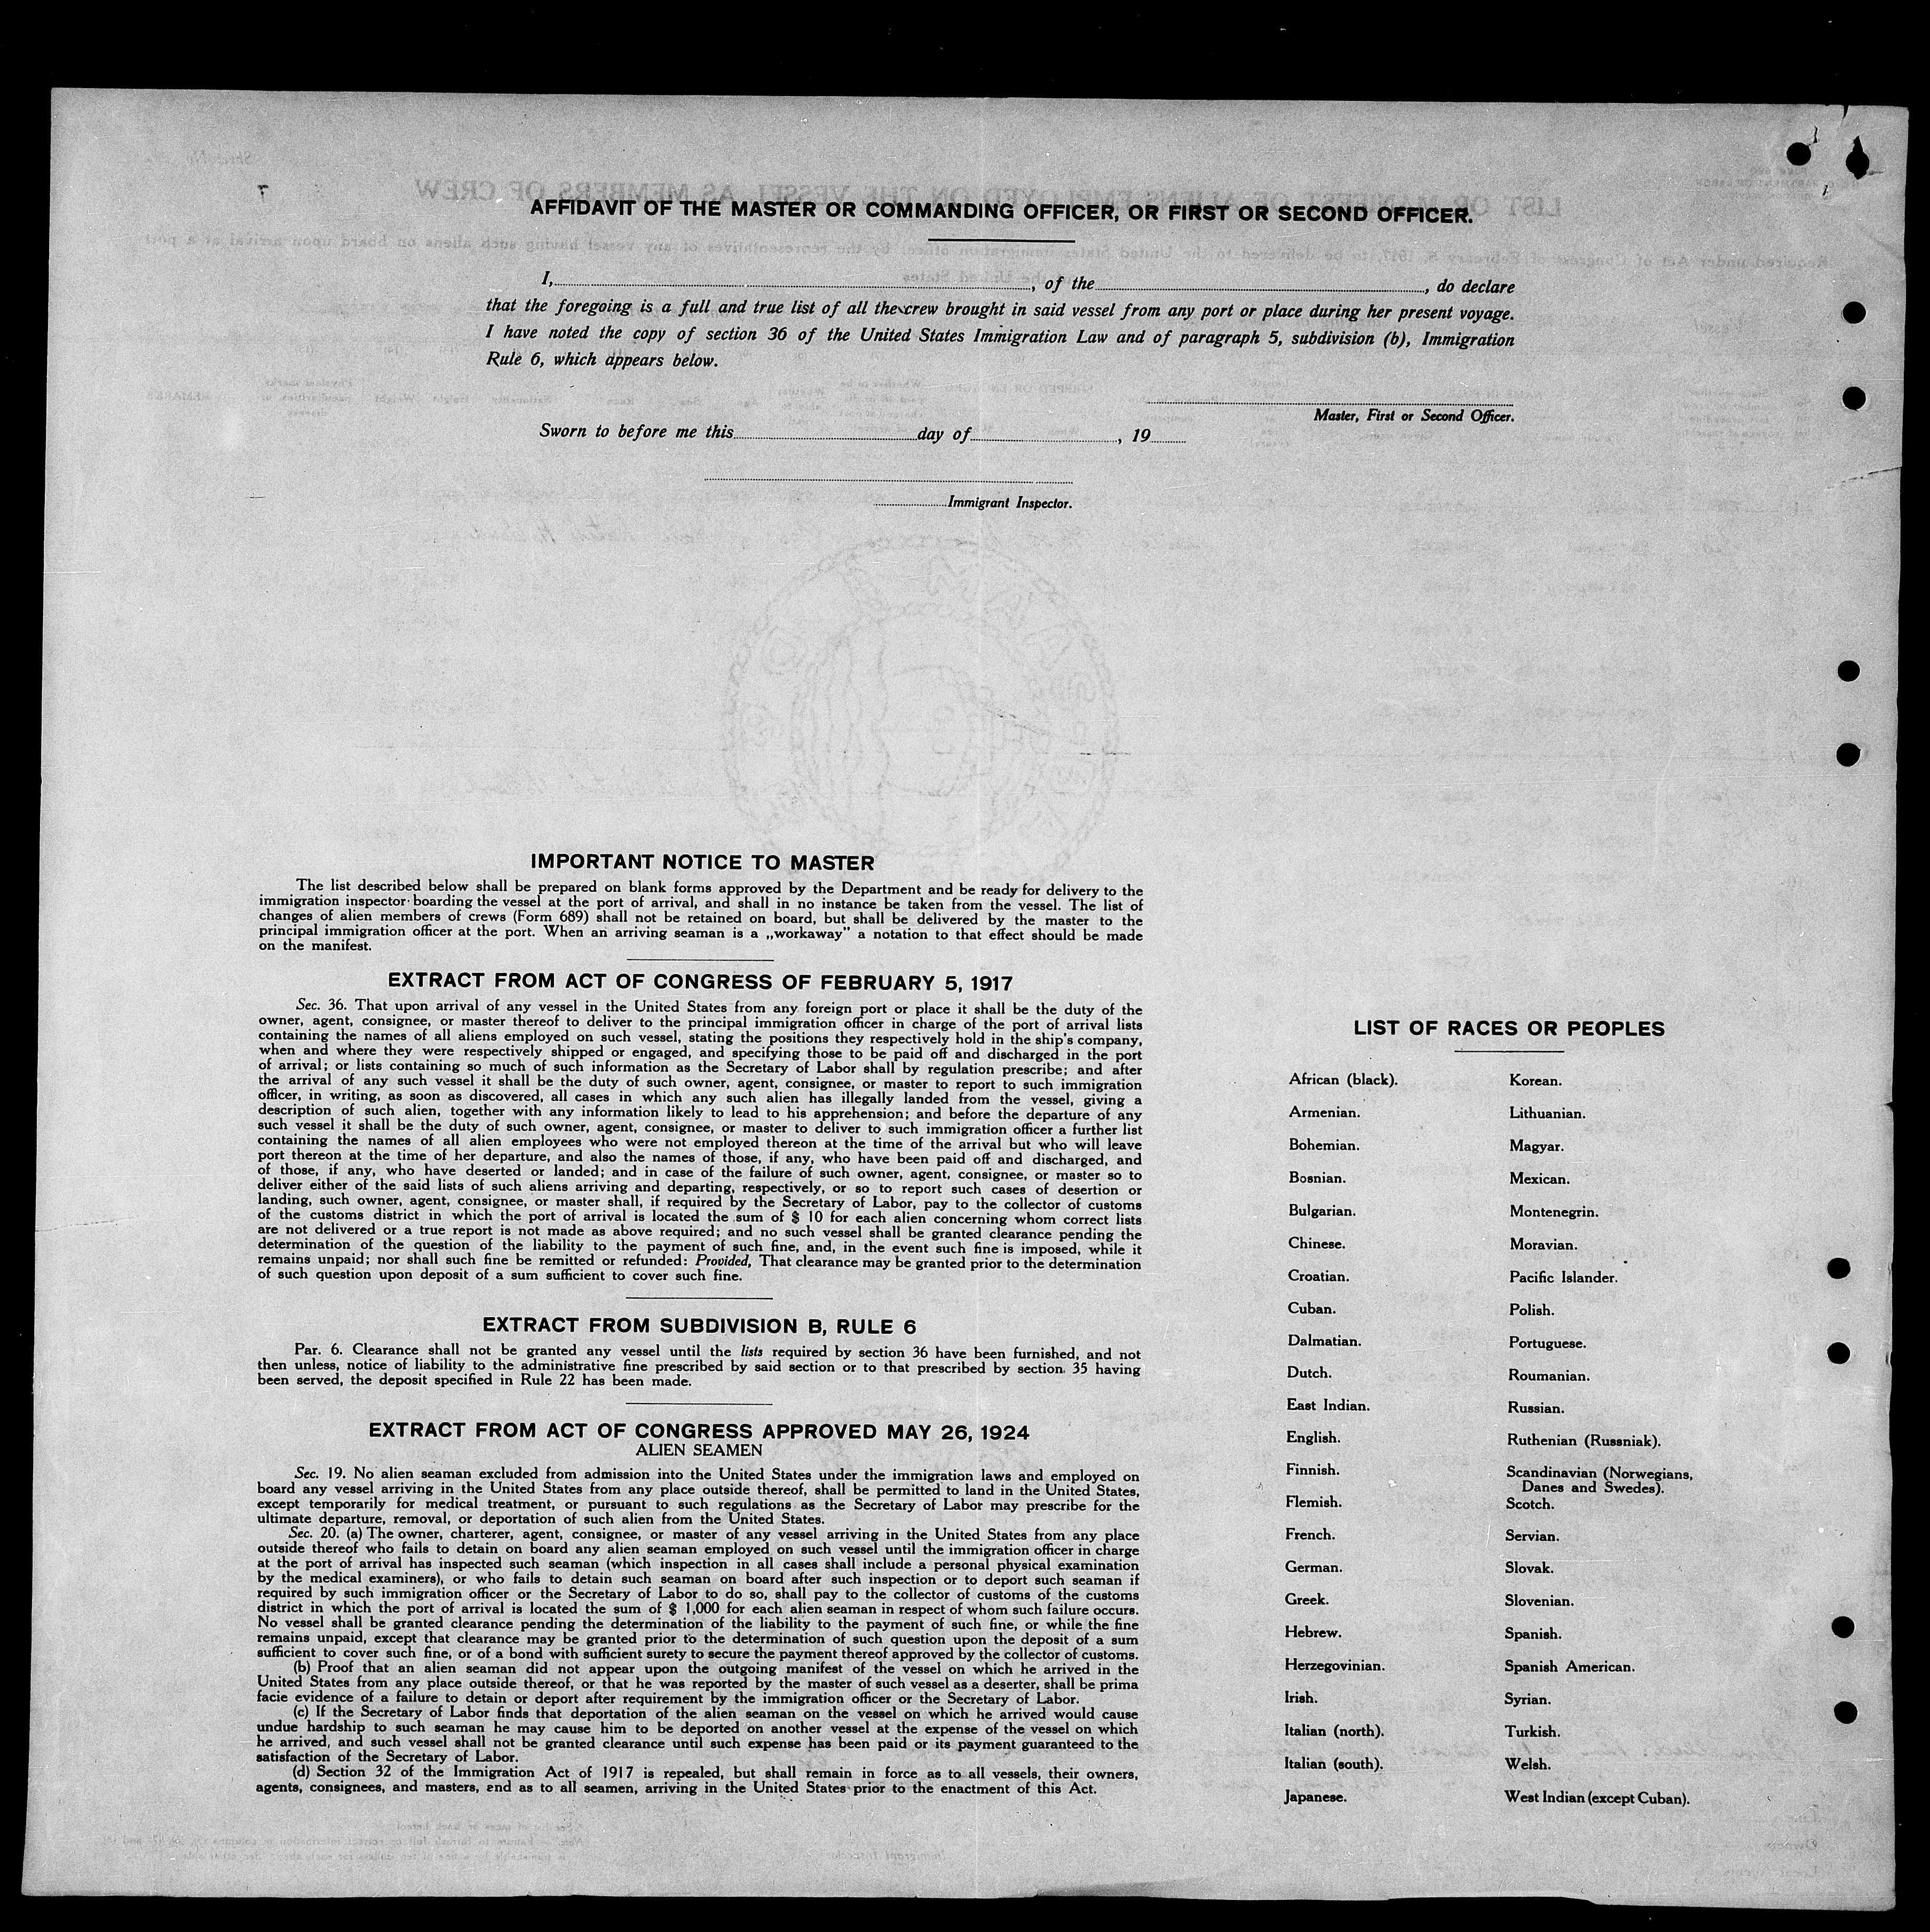 AFFIDAVIT OF THE MASTER OR COMMANDING OFFICER, OR FIRST OR SECOND OFFICER.
I, , of the , do declare
that the foregoing is a full and true list of all the crew brought in said vessel from any port or place during her present voyage.
I have noted the copy of section 36 of the United States Immigration Law and of paragraph 5, subdivision (b), Immigration
Rule 6, which appears below.
Master, First or Second Officer.
Sworn to before me this day of , 19
Immigrant Inspector.
IMPORTANT NOTICE TO MASTER
The list described below shall be prepared on blank forms approved by the Department and be ready for delivery to the
immigration inspector boarding the vessel at the port of arrival, and shall in no instance be taken from the vessel. The list of
changes of alien members of crews (Form 689) shall not be retained on board, but shall be delivered by the master to the
principal immigration officer at the port. When an arriving seaman is a „workaway” a notation to that effect should be made
on the manifest.
EXTRACT FROM ACT OF CONGRESS OF FEBRUARY 5, 1917
Sec. 36. That upon arrival of any vessel in the United States from any foreign port or place it shall be the duty of the
owner, agent, consignee, or master thereof to deliver to the principal immigration officer in charge of the port of arrival lists
containing the names of all aliens employed on such vessel, stating the positions they respectively hold in the ship's company,
when and where they were respectively shipped or engaged, and specifying those to be paid off and discharged in the port
of arrival; or lists containing so much of such information as the Secretary of Labor shall by regulation prescribe; and after
the arrival of any such vessel it shall be the duty of such owner, agent, consignee, or master to report to such immigration
officer, in writing, as soon as discovered, all cases in which any such alien has illegally landed from the vessel, giving a
description of such alien, together with any information likely to lead to his apprehension; and before the departure of any
such vessel it shall be the duty of such owner, agent, consignee, or master to deliver to such immigration officer a further list
containing the names of all alien employees who were not employed thereon at the time of the arrival but who will leave
port thereon at the time of her departure, and also the names of those, if any, who have been paid off and discharged, and
of those, if any, who have deserted or landed; and in case of the failure of such owner, agent, consignee, or master so to
deliver either of the said lists of such aliens arriving and departing, respectively, or so to report such cases of desertion or
landing, such owner, agent, consignee, or master shall, if required by the Secretary of Labor, pay to the collector of customs
of the customs district in which the port of arrival is located the sum of $ 10 for each alien concerning whom correct lists
are not delivered or a true report is not made as above required; and no such vessel shall be granted clearance pending the
determination of the question of the liability to the payment of such fine, and, in the event such fine is imposed, while it
remains unpaid; nor shall such fine be remitted or refunded: Provided, That clearance may be granted prior to the determination
of such question upon deposit of a sum sufficient to cover such fine.
EXTRACT FROM SUBDIVISION B, RULE 6
Par. 6. Clearance shall not be granted any vessel until the lists required by section 36 have been furnished, and not
then unless, notice of liability to the administrative fine prescribed by said section or to that prescribed by section 35 having
been served, the deposit specified in Rule 22 has been made.
EXTRACT FROM ACT OF CONGRESS APPROVED MAY 26, 1924
ALIEN SEAMEN
Sec. 19. No alien seaman excluded from admission into the United States under the immigration laws and employed on
board any vessel arriving in the United States from any place outside thereof, shall be permitted to land in the United States,
except temporarily for medical treatment, or pursuant to such regulations as the Secretary of Labor may prescribe for the
ultimate departure, removal, or deportation of such alien from the United States.
Sec. 20. (a) The owner, charterer, agent, consignee, or master of any vessel arriving in the United States from any place
outside thereof who fails to detain on board any alien seaman employed on such vessel until the immigration officer in charge
at the port of arrival has inspected such seaman (which inspection in all cases shall include a personal physical examination
by the medical examiners), or who fails to detain such seaman on board after such inspection or to deport such seaman if
required by such immigration officer or the Secretary of Labor to do so, shall pay to the collector of customs of the customs
district in which the port of arrival is located the sum of $ 1,000 for each alien seaman in respect of whom such failure occurs.
No vessel shall be granted clearance pending the determination of the liability to the payment of such fine, or while the fine
remains unpaid, except that clearance may be granted prior to the determination of such question upon the deposit of a sum
sufficient to cover such fine, or of a bond with sufficient surety to secure the payment thereof approved by the collector of customs.
(b) Proof that an alien seaman did not appear upon the outgoing manifest of the vessel on which he arrived in the
United States from any place outside thereof, or that he was reported by the master of such vessel as a deserter, shall be prima
facie evidence of a failure to detain or deport after requirement by the immigration officer or the Secretary of Labor.
(c) If the Secretary of Labor finds that deportation of the alien seaman on the vessel on which he arrived would cause
undue hardship to such seaman he may cause him to be deported on another vessel at the expense of the vessel on which
he arrived, and such vessel shall not be granted clearance until such expense has been paid or its payment guaranteed to the
satisfaction of the Secretary of Labor.
(d) Section 32 of the Immigration Act of 1917 is repealed, but shall remain in force as to all vessels, their owners,
agents, consignees, and masters, and as to all seamen, arriving in the United States prior to the enactment of this Act.
LIST OF RACES OR PEOPLES
African (black).
Armenian.
Bohemian.
Bosnian.
Bulgarian.
Chinese.
Croatian.
Cuban.
Dalmatian.
Dutch.
East Indian.
English.
Finnish.
Flemish.
French.
German.
Greek.
Hebrew.
Herzegovinian.
Irish.
Italian (north).
Italian (south).
Japanese.
Korean.
Lithuanian.
Magyar.
Mexican.
Montenegrin.
Moravian.
Pacific Islander.
Polish.
Portuguese.
Roumanian.
Russian.
Ruthenian (Russniak).
Scandinavian (Norwegians,
Danes and Swedes).
Scotch.
Servian.
Slovak.
Slovenian.
Spanish.
Spanish American.
Syrian.
Turkish.
Welsh.
West Indian (except Cuban).